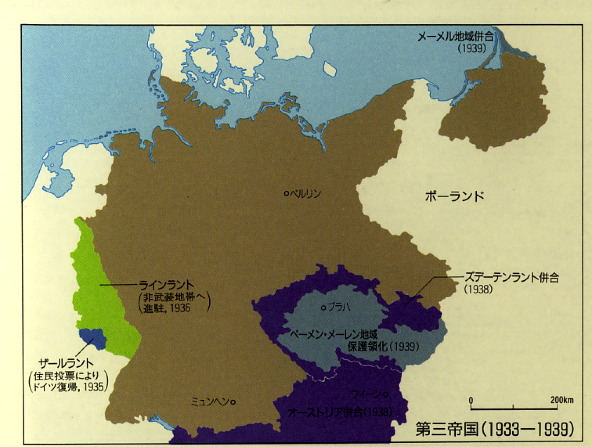 メーメル地域併合
(1939)
ベルリン
ポーランド
ラインラント
(非武装地帯へ
進駐, 1936)
ズデーテンラント併合
(1938)
プラハ
ベーメン・メーレン地域
保護領化(1939)
ザールラント
(住民投票により
ドイツ復帰, 1935)
ミュンヘン
ウィーン
オーストリア併合(1938)
0
200km
第三帝国(1933—1939)